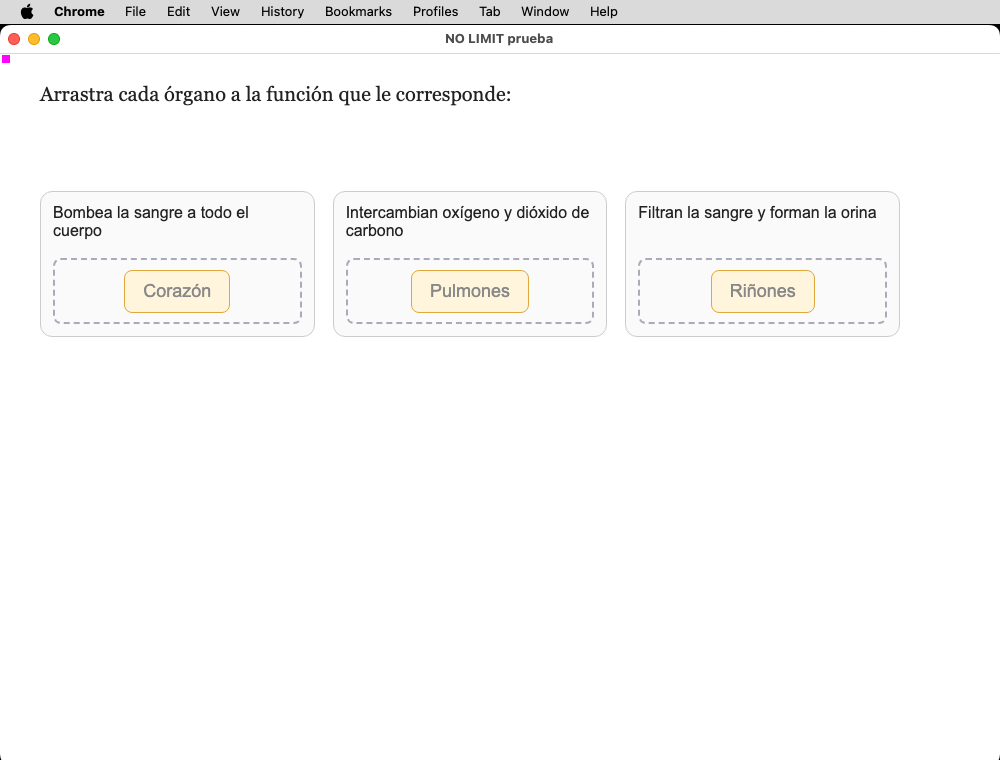 Chrome File Edit View History Bookmarks Profiles Tab Window Help
NO LIMIT prueba
Arrastra cada órgano a la función que le corresponde:
Bombea la sangre a todo el
cuerpo
Corazón
Intercambian oxígeno y dióxido de
carbono
Pulmones
Filtran la sangre y forman la orina
Riñones